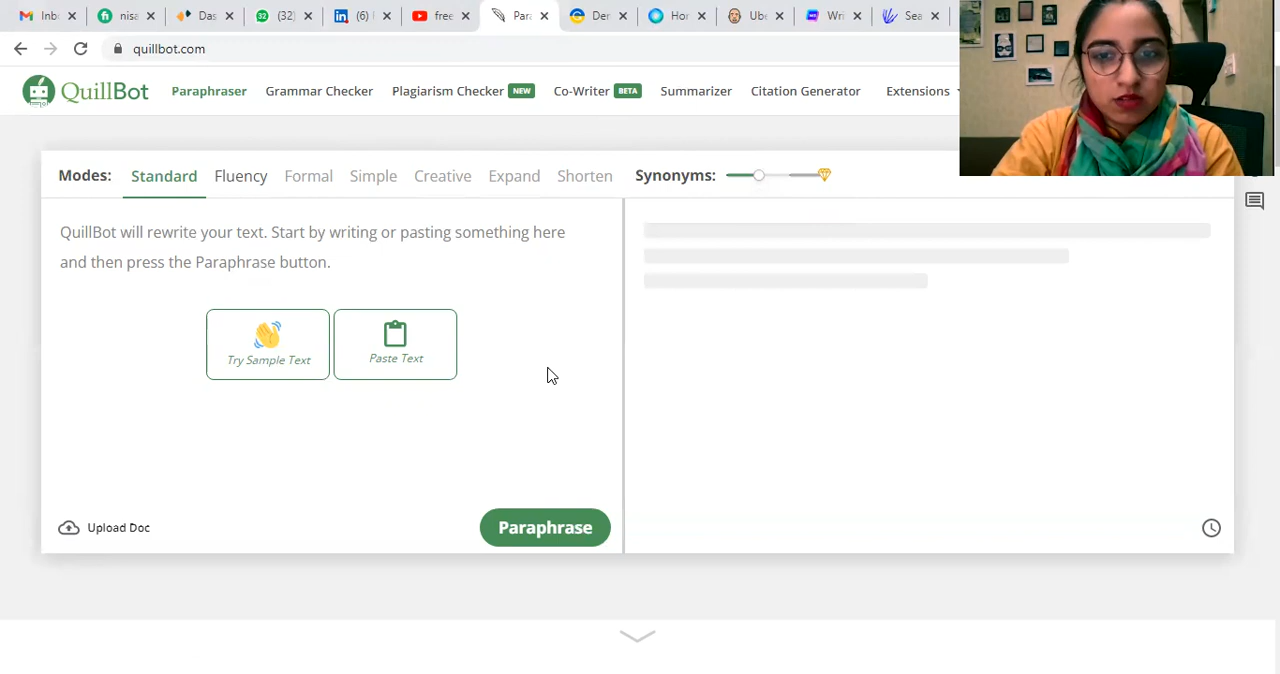 Inb
nisa
Das
32 (32)
in (6)
free
Para
Der
Hor
Ube
Wri
Sea
quillbot.com
QuillBot
Paraphraser
Grammar Checker
Plagiarism Checker NEW
Co-Writer BETA
Summarizer
Citation Generator
Extensions
Modes: Standard Fluency Formal Simple Creative Expand Shorten
Synonyms:
QuillBot will rewrite your text. Start by writing or pasting something here
and then press the Paraphrase button.
Try Sample Text
Paste Text
Upload Doc
Paraphrase